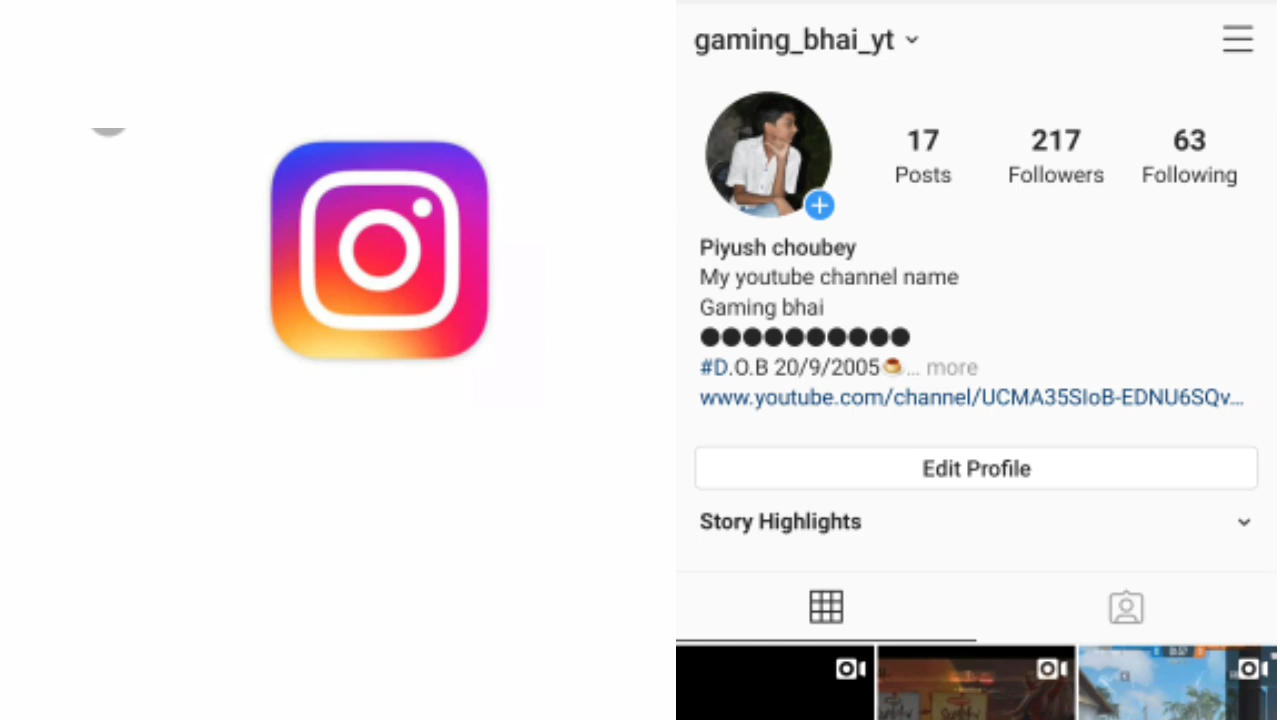 gaming_bhai_yt
17 217 63
Posts Followers Following
Piyush choubey
My youtube channel name
Gaming bhai
●●●●●●●●●●
#D.O.B 20/9/2005☕... more
www.youtube.com/channel/UCMA35SIoB-EDNU6SQv...
Edit Profile
Story Highlights